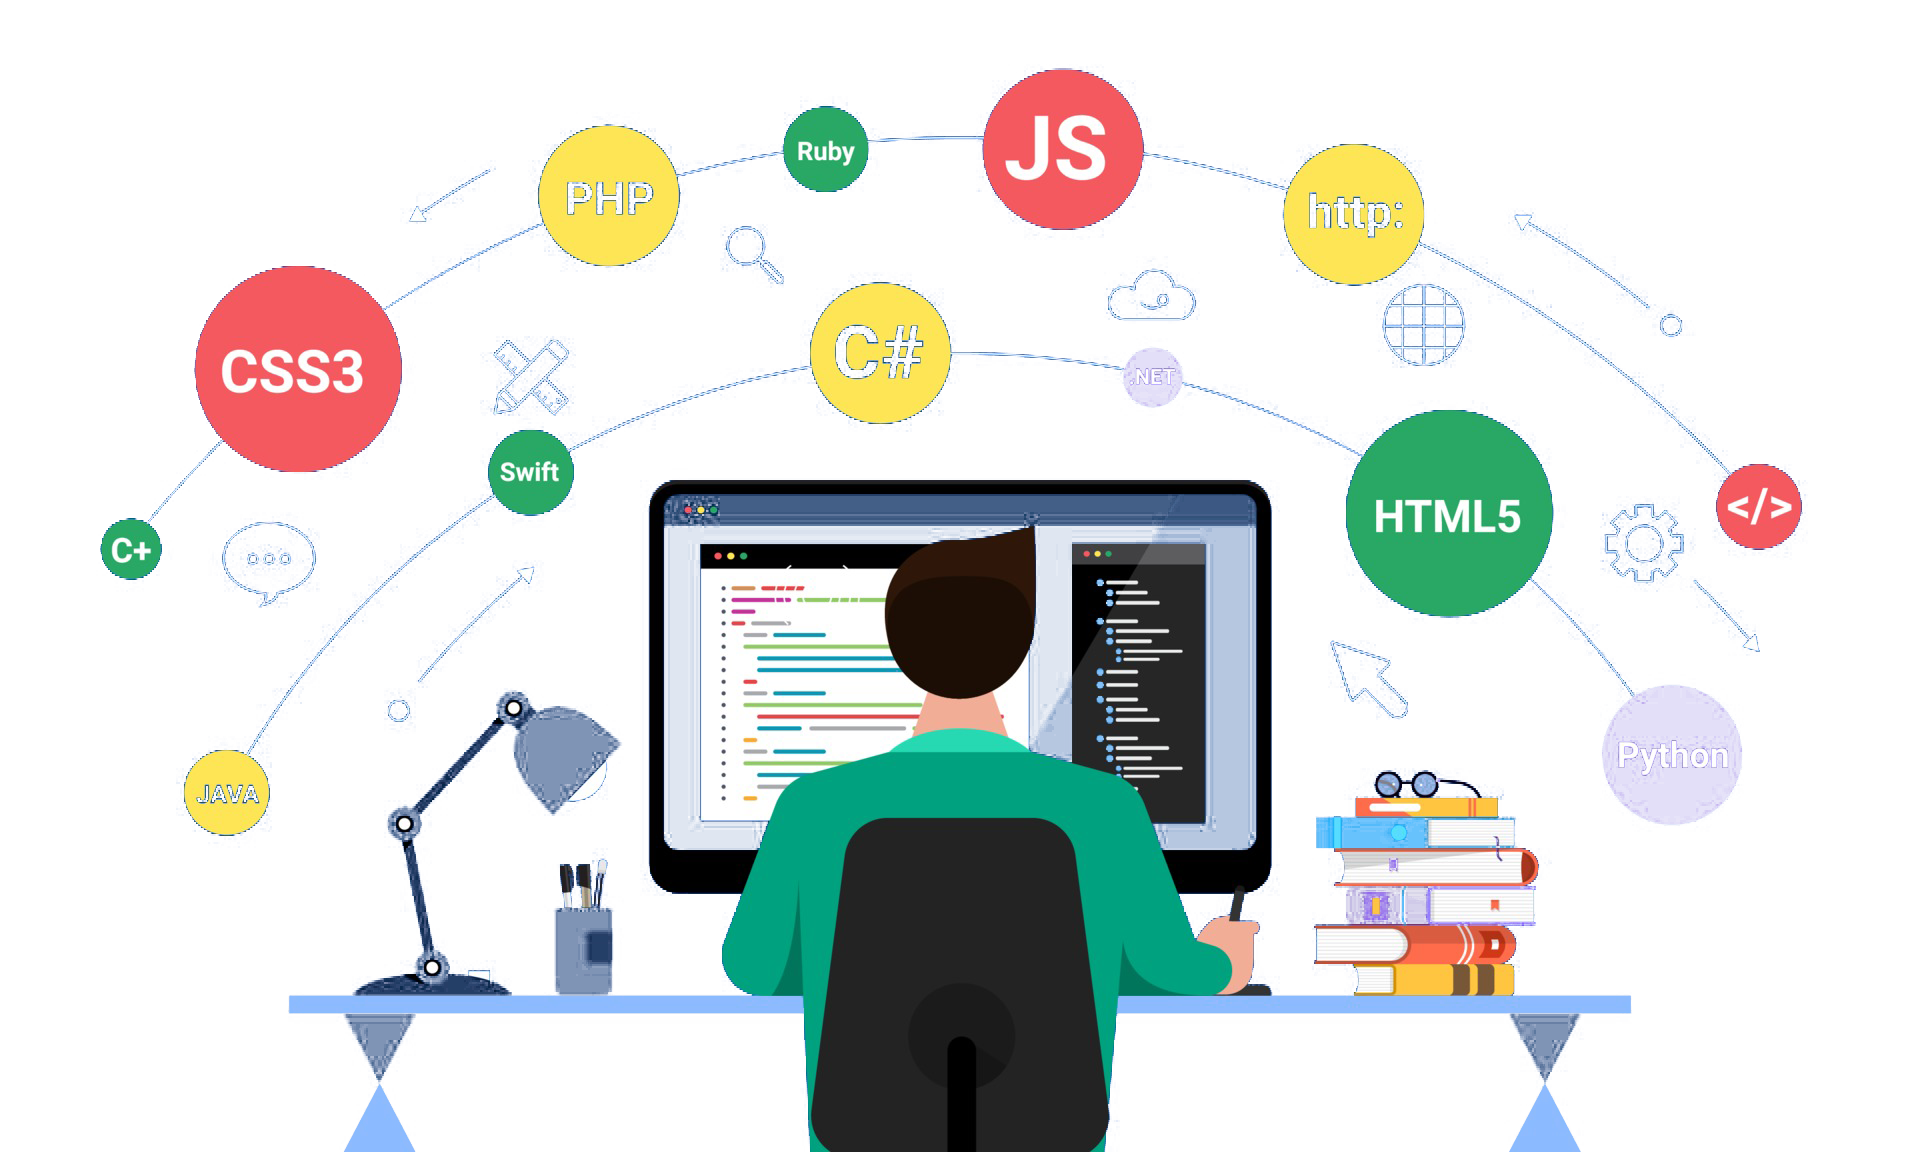 JS
Ruby
PHP
http:
CSS3
C#
.NET
Swift
HTML5
</>
C+
Python
JAVA